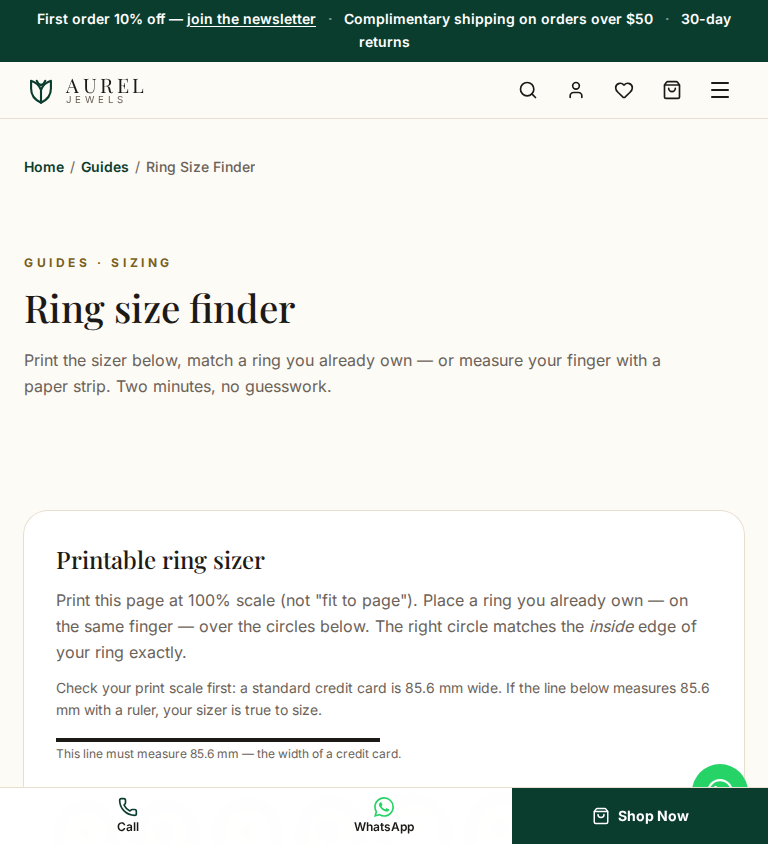 First order 10% off — join the newsletter · Complimentary shipping on orders over $50 · 30-day
returns
AUREL
JEWELS
Home / Guides / Ring Size Finder
GUIDES · SIZING
Ring size finder
Print the sizer below, match a ring you already own — or measure your finger with a
paper strip. Two minutes, no guesswork.
Printable ring sizer
Print this page at 100% scale (not "fit to page"). Place a ring you already own — on
the same finger — over the circles below. The right circle matches the inside edge of
your ring exactly.
Check your print scale first: a standard credit card is 85.6 mm wide. If the line below measures 85.6
mm with a ruler, your sizer is true to size.
This line must measure 85.6 mm — the width of a credit card.
Call
WhatsApp
Shop Now